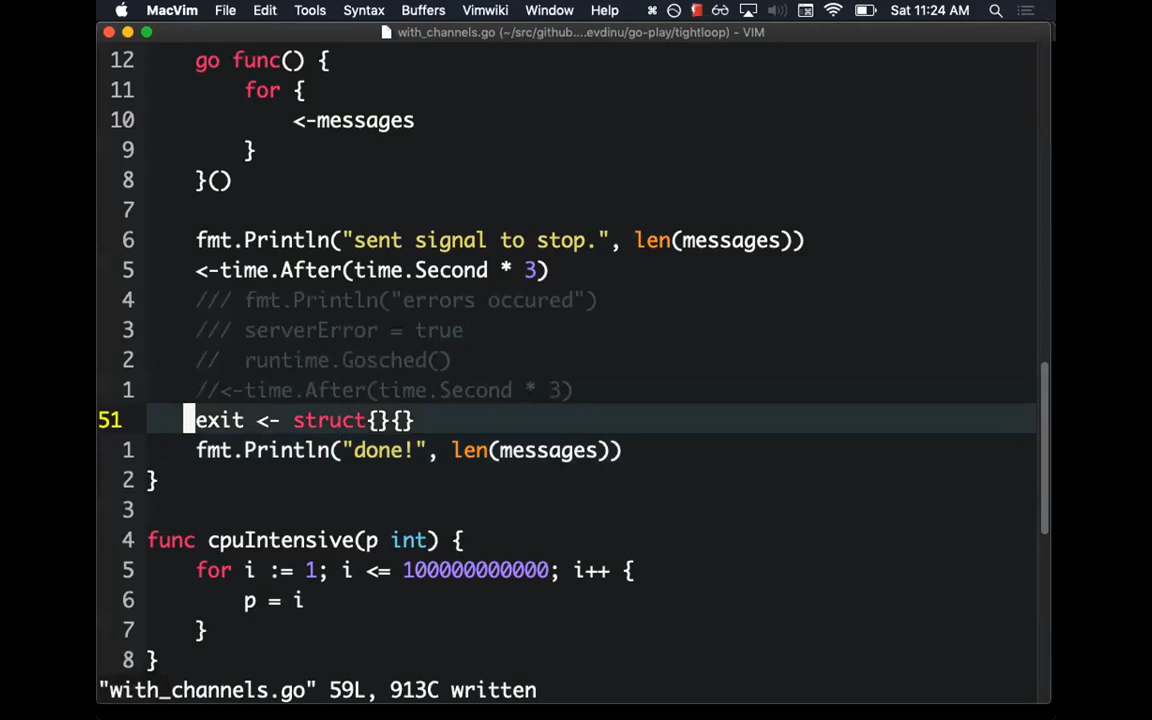 MacVim File Edit Tools Syntax Buffers Vimwiki Window Help Sat 11:24 AM
with_channels.go (~/src/github....evdinu/go-play/tightloop) - VIM
12 go func() {
11 for {
10 <-messages
9 }
8 }()
7
6 fmt.Println("sent signal to stop.", len(messages))
5 <-time.After(time.Second * 3)
4 /// fmt.Println("errors occured")
3 /// serverError = true
2 // runtime.Gosched()
1 //<-time.After(time.Second * 3)
51 exit <- struct{}{}
1 fmt.Println("done!", len(messages))
2 }
3
4 func cpuIntensive(p int) {
5 for i := 1; i <= 100000000000; i++ {
6 p = i
7 }
8 }
"with_channels.go" 59L, 913C written